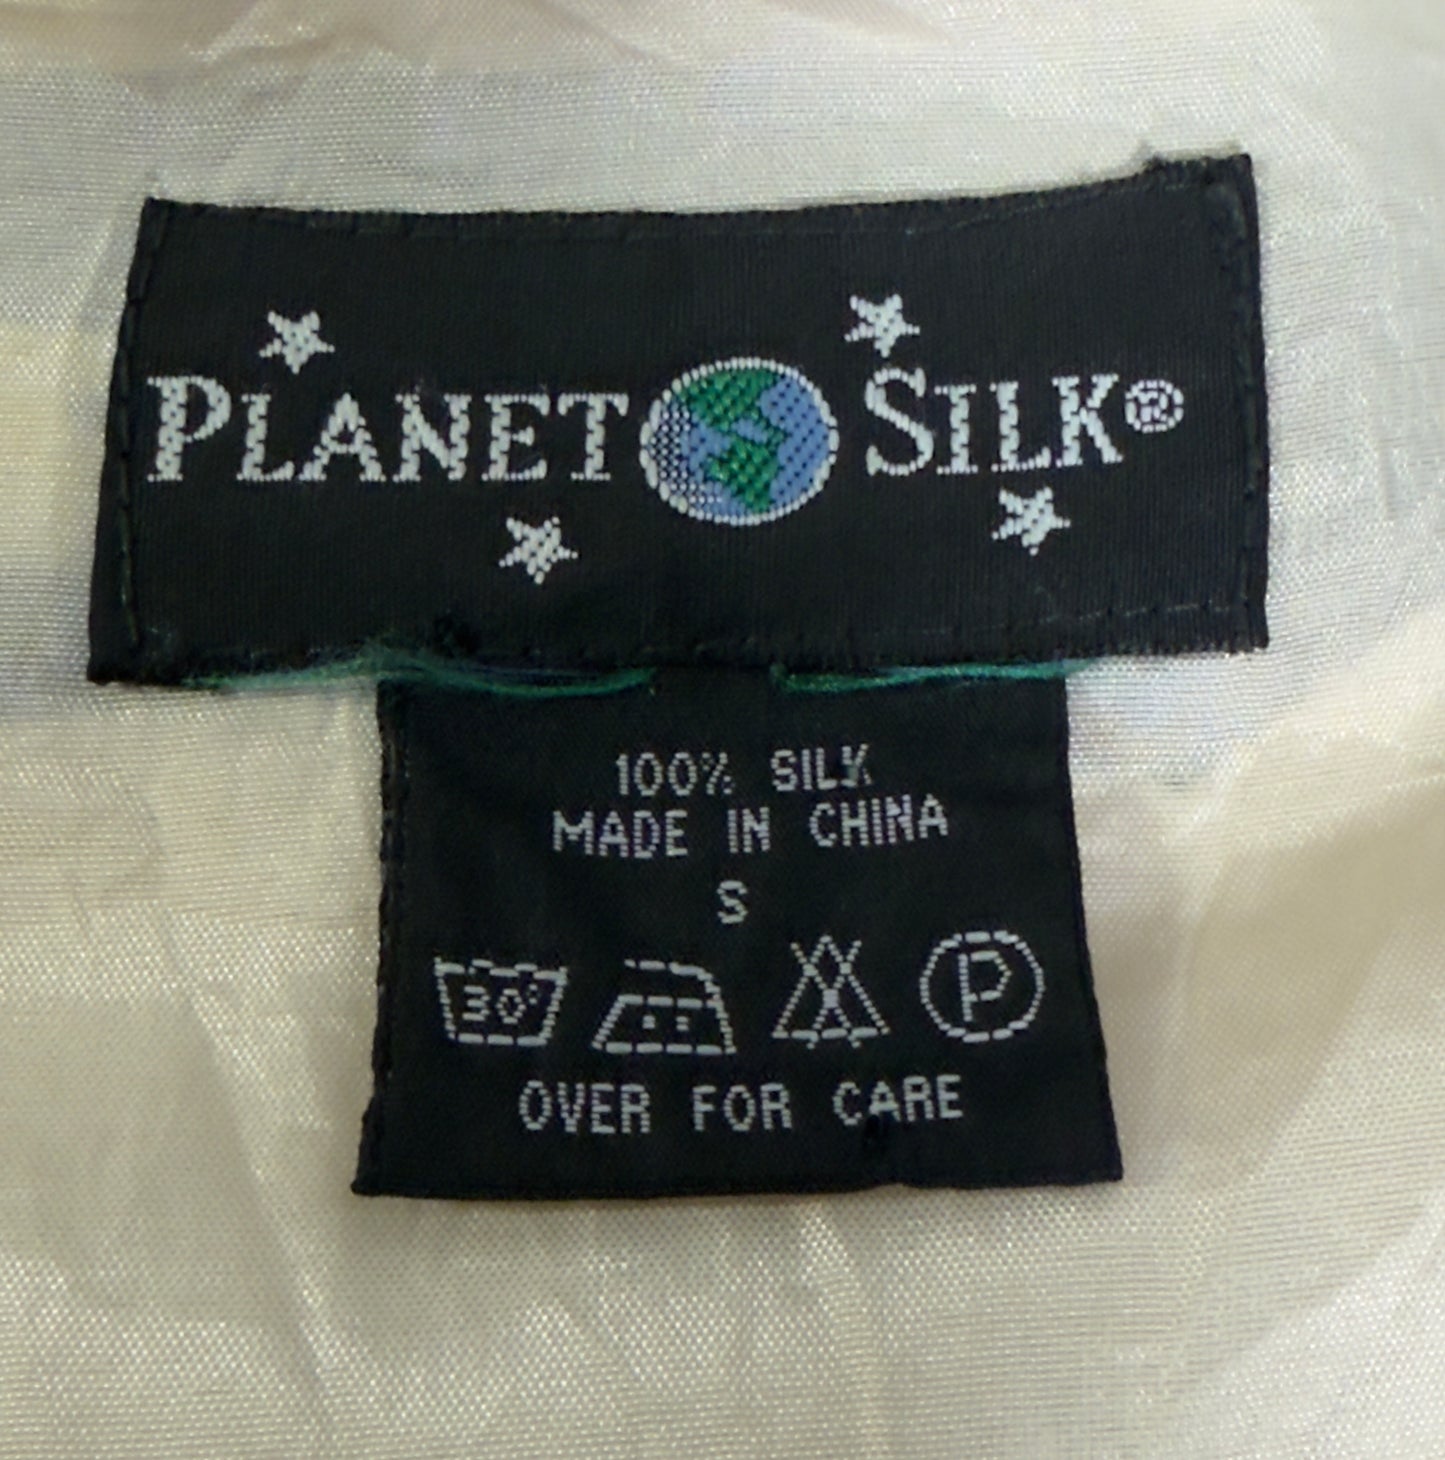 PLANET SILK®
100% SILK
MADE IN CHINA
S
30° P
OVER FOR CARE